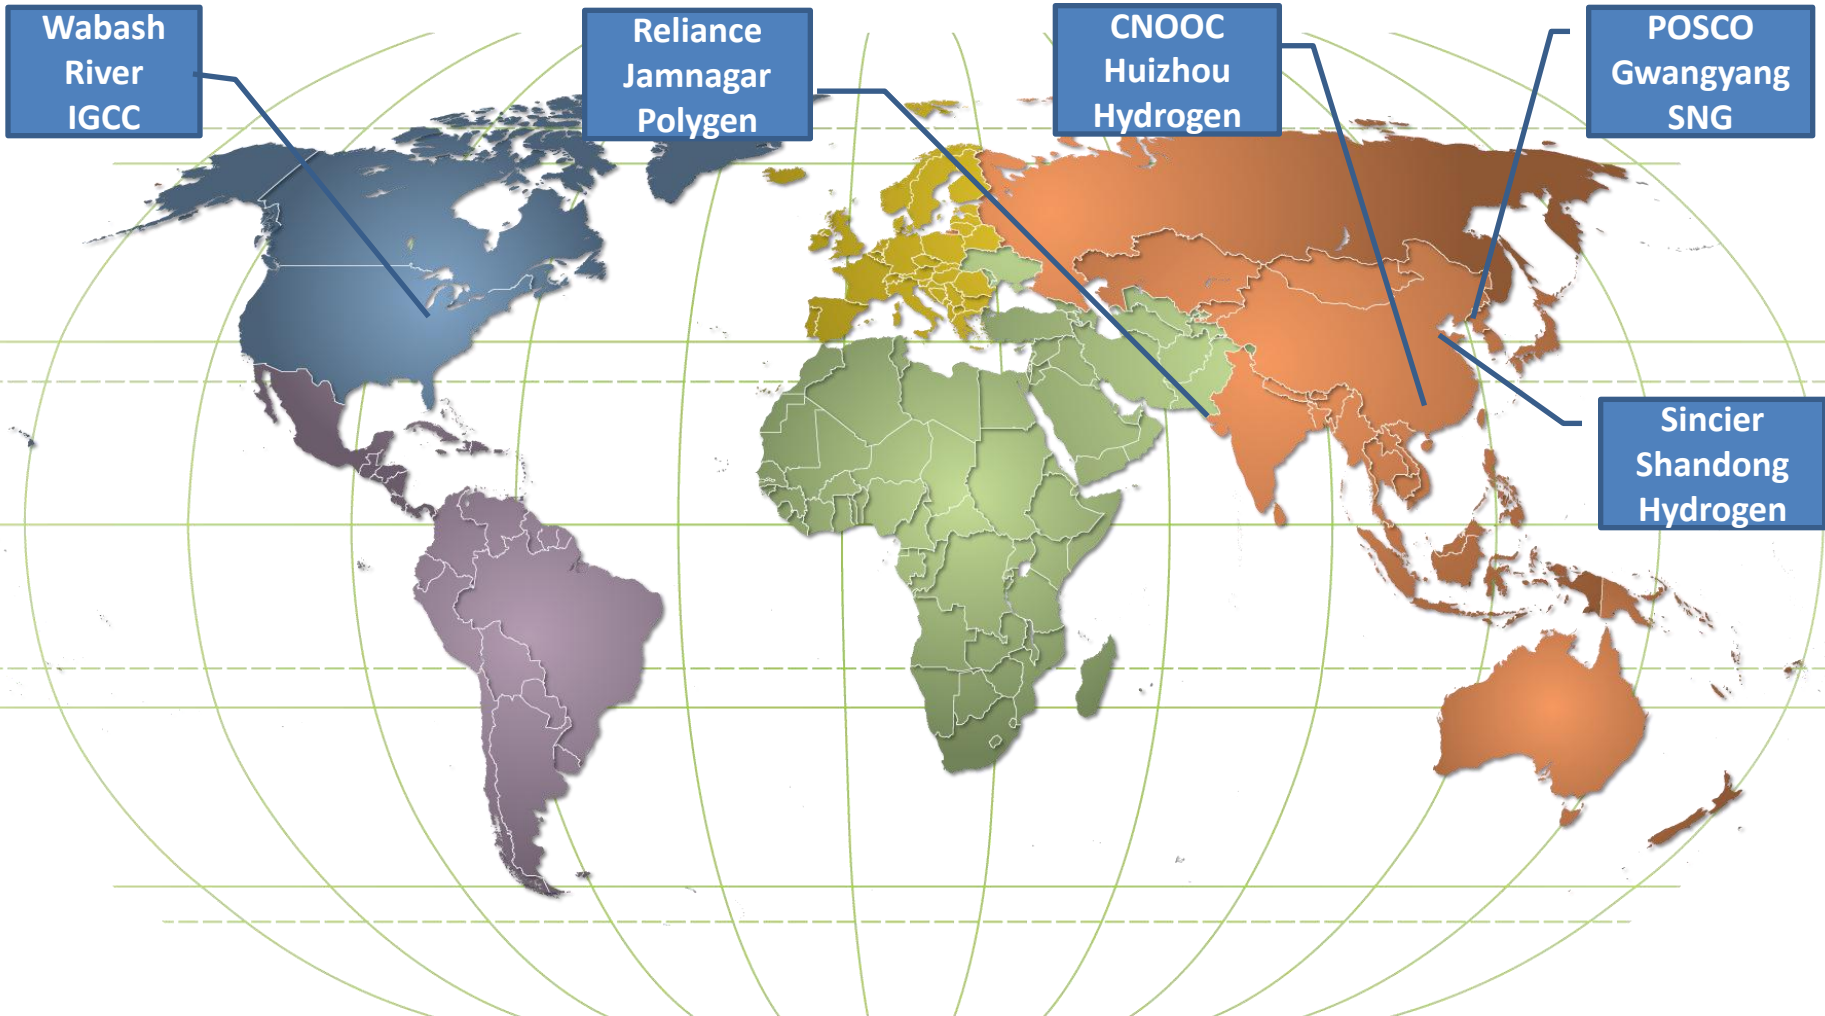 Wabash
River
IGCC
Reliance
Jamnagar
Polygen
CNOOC
Huizhou
Hydrogen
POSCO
Gwangyang
SNG
Sincier
Shandong
Hydrogen